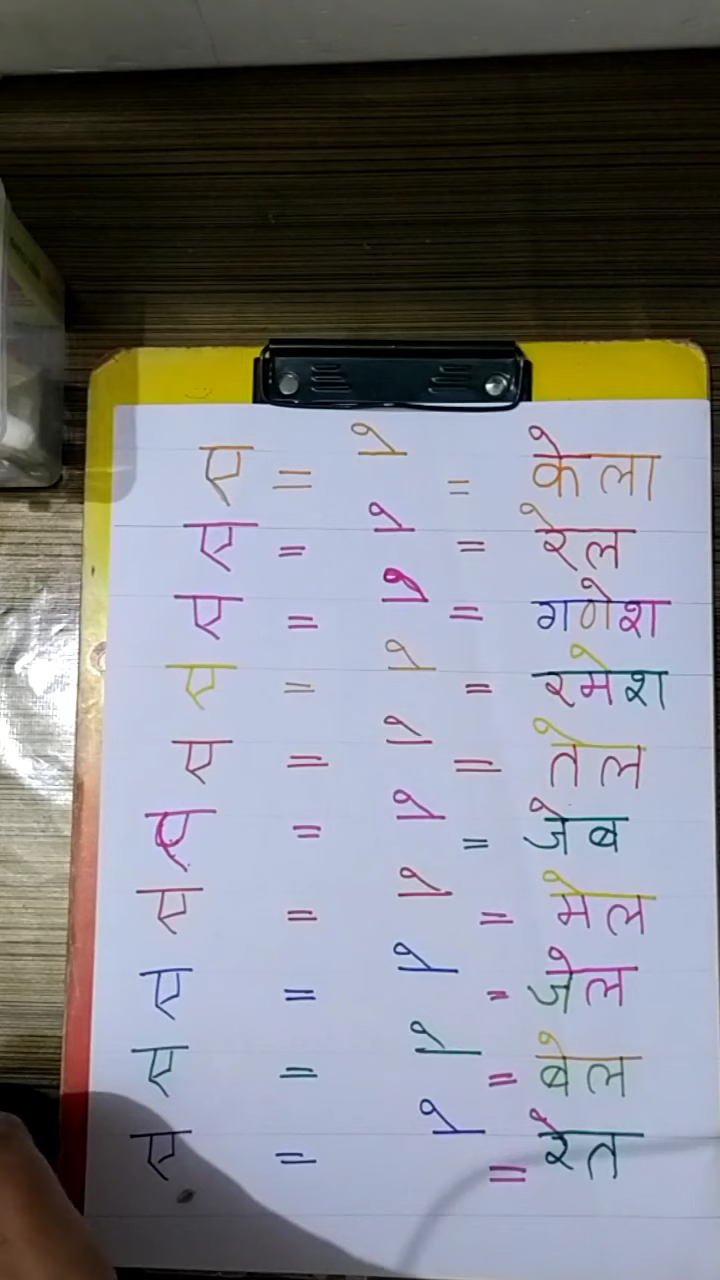 ए = े = केला
ए = े = रेल
ए = े = गणेश
ए = े = रमेश
ए = े = तेल
ए = े = जेब
ए = े = मेल
ए = े = जेल
ए = े = बेल
ए = े = रेत